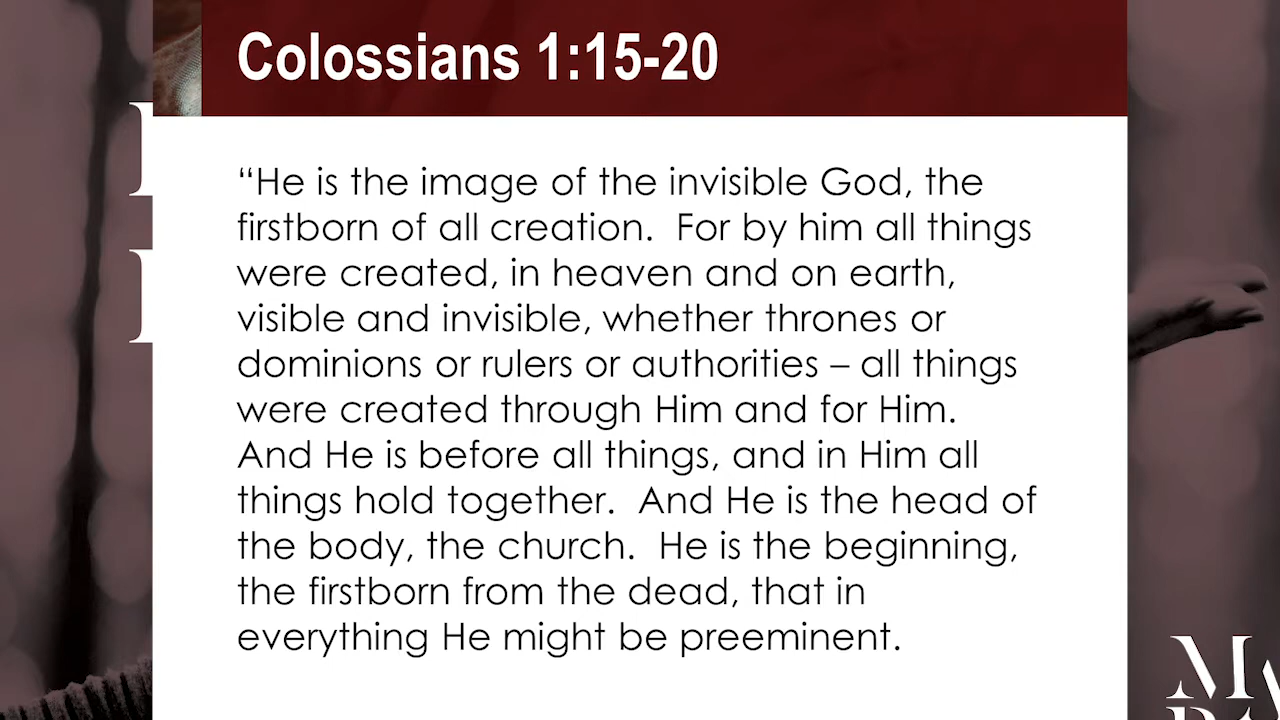 Colossians 1:15-20
“He is the image of the invisible God, the
firstborn of all creation.  For by him all things
were created, in heaven and on earth,
visible and invisible, whether thrones or
dominions or rulers or authorities – all things
were created through Him and for Him.
And He is before all things, and in Him all
things hold together.  And He is the head of
the body, the church.  He is the beginning,
the firstborn from the dead, that in
everything He might be preeminent.